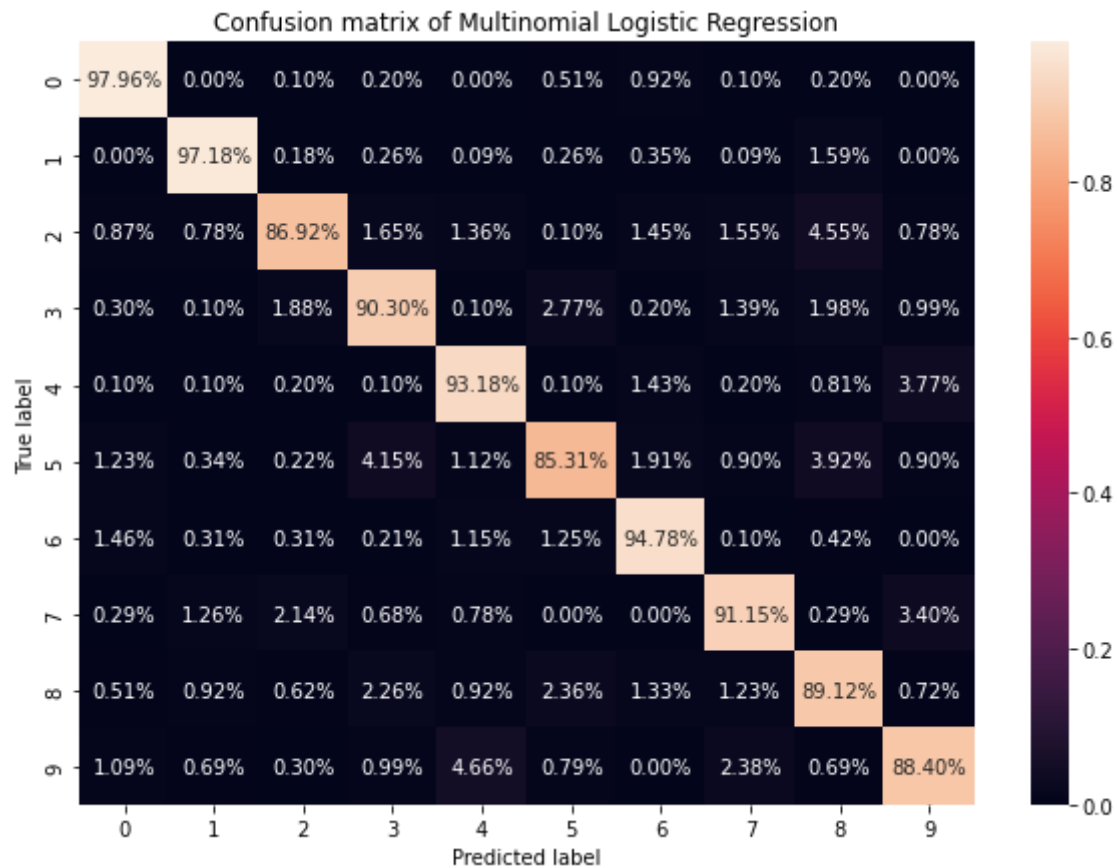 Confusion matrix of Multinomial Logistic Regression
0 97.96% 0.00% 0.10% 0.20% 0.00% 0.51% 0.92% 0.10% 0.20% 0.00%
1 0.00% 97.18% 0.18% 0.26% 0.09% 0.26% 0.35% 0.09% 1.59% 0.00%
0.8
2 0.87% 0.78% 86.92% 1.65% 1.36% 0.10% 1.45% 1.55% 4.55% 0.78%
3 0.30% 0.10% 1.88% 90.30% 0.10% 2.77% 0.20% 1.39% 1.98% 0.99%
0.6
True label
4 0.10% 0.10% 0.20% 0.10% 93.18% 0.10% 1.43% 0.20% 0.81% 3.77%
5 1.23% 0.34% 0.22% 4.15% 1.12% 85.31% 1.91% 0.90% 3.92% 0.90%
0.4
6 1.46% 0.31% 0.31% 0.21% 1.15% 1.25% 94.78% 0.10% 0.42% 0.00%
7 0.29% 1.26% 2.14% 0.68% 0.78% 0.00% 0.00% 91.15% 0.29% 3.40%
0.2
8 0.51% 0.92% 0.62% 2.26% 0.92% 2.36% 1.33% 1.23% 89.12% 0.72%
9 1.09% 0.69% 0.30% 0.99% 4.66% 0.79% 0.00% 2.38% 0.69% 88.40%
0.0
0 1 2 3 4 5 6 7 8 9
Predicted label